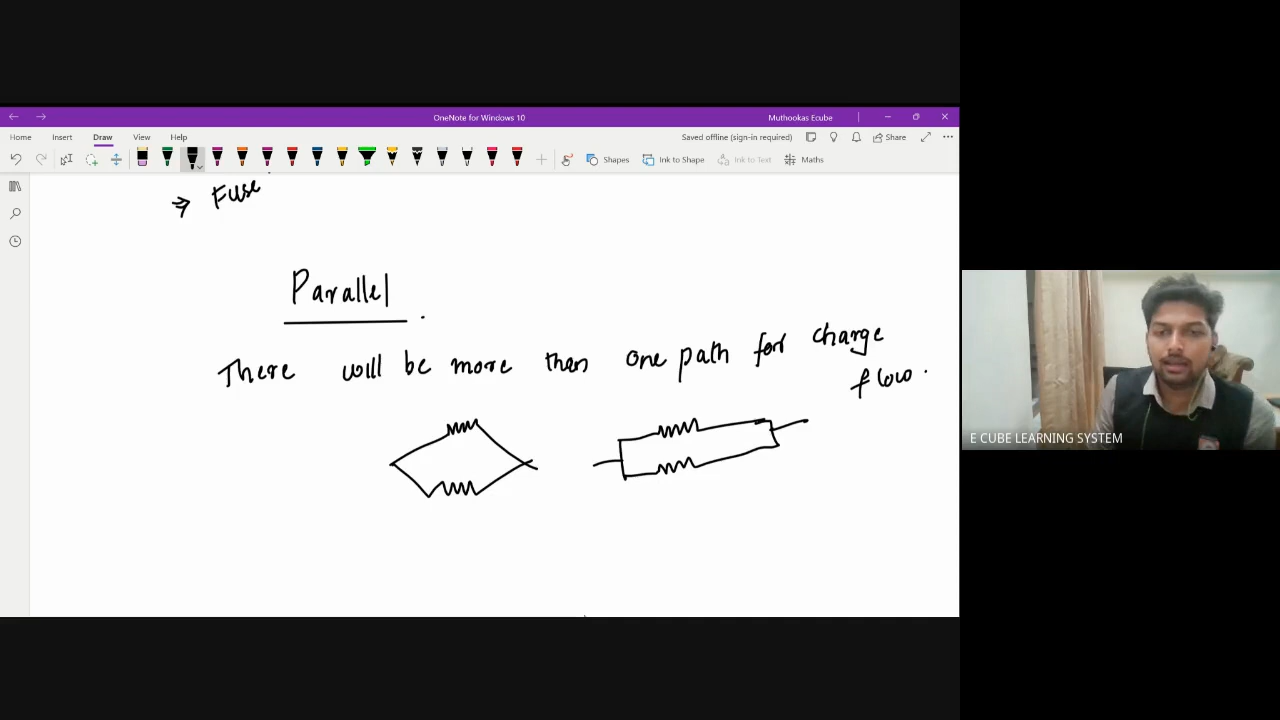 OneNote for Windows 10
Muthookas Ecube
Home Insert Draw View Help
Saved offline (sign-in required) Share
Shapes Ink to Shape Ink to Text Maths
⇒ Fuse
Parallel .
There will be more than one path for charge
flow .
E CUBE LEARNING SYSTEM